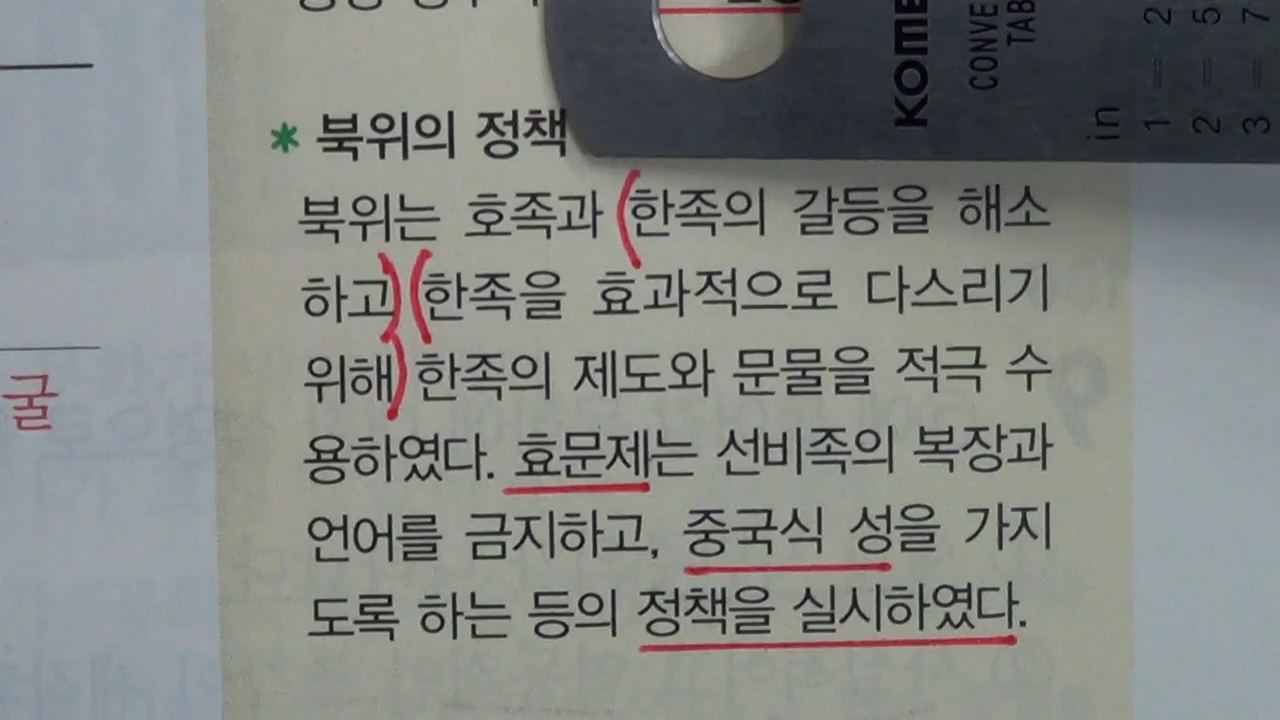 * 북위의 정책
북위는 호족과 (한족의 갈등을 해소
하고) (한족을 효과적으로 다스리기
위해) 한족의 제도와 문물을 적극 수
용하였다. 효문제는 선비족의 복장과
언어를 금지하고, 중국식 성을 가지
도록 하는 등의 정책을 실시하였다.
굴
CONVE
TAB
in
1 = 2
2 = 5
3 = 7